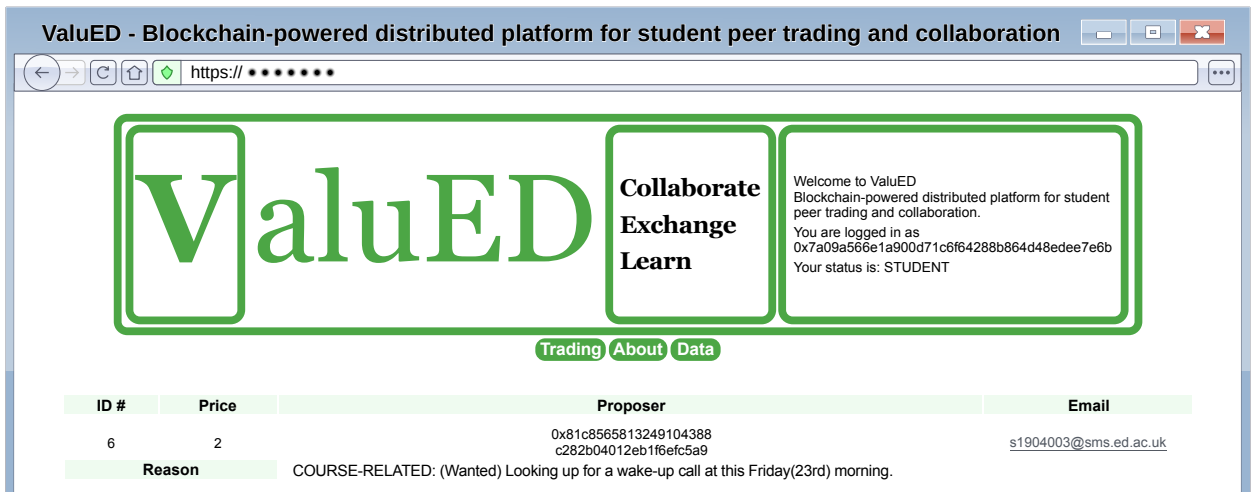 ValuED - Blockchain-powered distributed platform for student peer trading and collaboration
https:// •••••••
ValuED
Collaborate
Exchange
Learn
Welcome to ValuED
Blockchain-powered distributed platform for student
peer trading and collaboration.
You are logged in as
0x7a09a566e1a900d71c6f64288b864d48edee7e6b
Your status is: STUDENT
Trading About Data
ID # Price Proposer Email
6 2 0x81c8565813249104388
c282b04012eb1f6efc5a9 s1904003@sms.ed.ac.uk
Reason COURSE-RELATED: (Wanted) Looking up for a wake-up call at this Friday(23rd) morning.